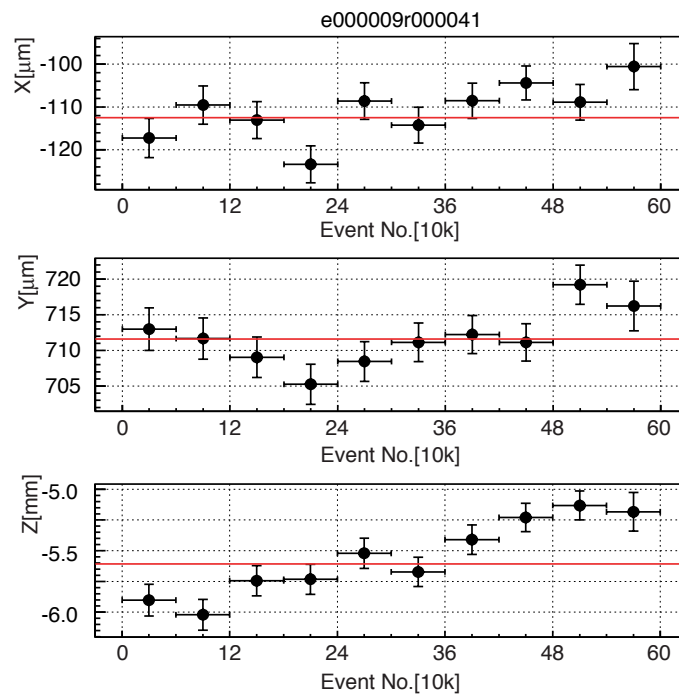 e000009r000041
X[μm]
-100
-110
-120
0 12 24 36 48 60
Event No.[10k]
Y[μm]
720
715
710
705
0 12 24 36 48 60
Event No.[10k]
Z[mm]
-5.0
-5.5
-6.0
0 12 24 36 48 60
Event No.[10k]